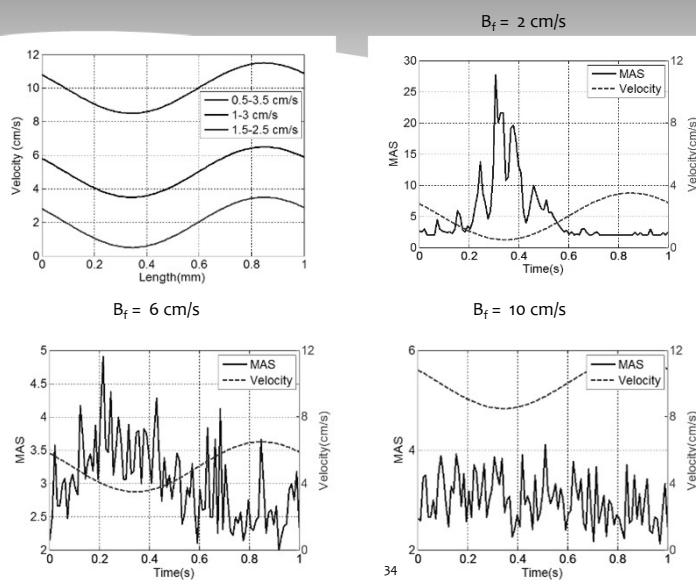 B_f = 2 cm/s
12
10
8
6
4
2
0
Velocity (cm/s)
0.5-3.5 cm/s
1-3 cm/s
1.5-2.5 cm/s
0 0.2 0.4 0.6 0.8 1
Length(mm)
30
25
20
15
10
5
0
MAS
MAS
Velocity
12
8
4
0
Velocity(cm/s)
0 0.2 0.4 0.6 0.8 1
Time(s)
B_f = 6 cm/s
B_f = 10 cm/s
5
4.5
4
3.5
3
2.5
2
MAS
MAS
Velocity
12
8
4
0
Velocity(cm/s)
0 0.2 0.4 0.6 0.8 1
Time(s)
6
4
2
MAS
MAS
Velocity
12
8
4
0
Velocity(cm/s)
0 0.2 0.4 0.6 0.8 1
Time(s)
34